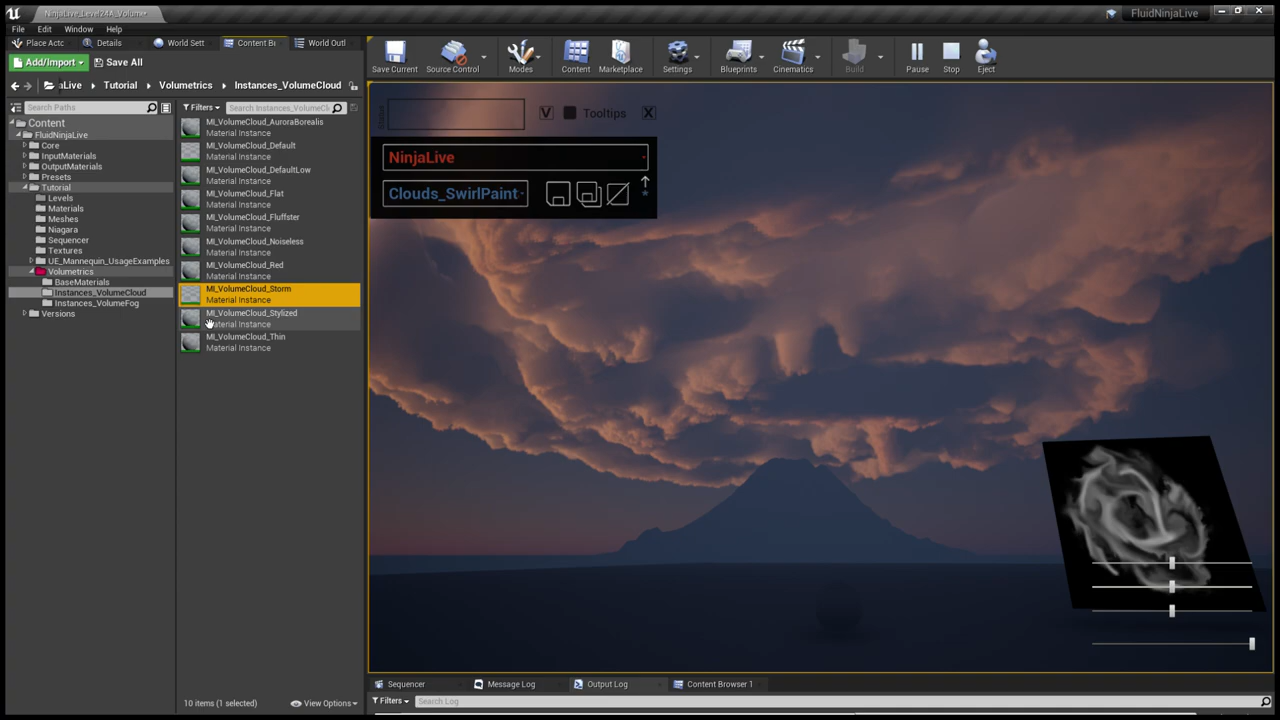 NinjaLive_Level24A_Volume•
FluidNinjaLive
File Edit Window Help
Place Actc Details World Sett Content Br World Outl
Add/Import Save All
Save Current Source Control Modes Content Marketplace Settings Blueprints Cinematics Build Pause Stop Eject
Live Tutorial Volumetrics Instances_VolumeCloud
Search Paths Filters Search Instances_VolumeCl
Content
FluidNinjaLive
Core
InputMaterials
OutputMaterials
Presets
Tutorial
Levels
Materials
Meshes
Niagara
Sequencer
Textures
UE_Mannequin_UsageExamples
Volumetrics
BaseMaterials
Instances_VolumeCloud
Instances_VolumeFog
Versions
MI_VolumeCloud_AuroraBorealis
Material Instance
MI_VolumeCloud_Default
Material Instance
MI_VolumeCloud_DefaultLow
Material Instance
MI_VolumeCloud_Flat
Material Instance
MI_VolumeCloud_Fluffster
Material Instance
MI_VolumeCloud_Noiseless
Material Instance
MI_VolumeCloud_Red
Material Instance
MI_VolumeCloud_Storm
Material Instance
MI_VolumeCloud_Stylized
Material Instance
MI_VolumeCloud_Thin
Material Instance
10 items (1 selected) View Options
V Tooltips X
NinjaLive
Clouds_SwirlPaint
Sequencer Message Log Output Log Content Browser 1
Filters Search Log